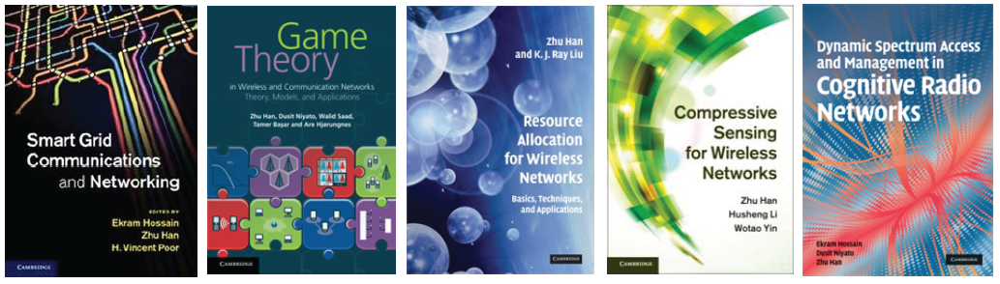 Smart Grid
Communications
and Networking
EDITED BY
Ekram Hossain
Zhu Han
H. Vincent Poor
CAMBRIDGE
Game
Theory
in Wireless and Communication Networks
Theory, Models, and Applications
Zhu Han, Dusit Niyato, Walid Saad,
Tamer Başar and Are Hjørungnes
CAMBRIDGE
Zhu Han
and K. J. Ray Liu
Resource
Allocation
for Wireless
Networks
Basics, Techniques,
and Applications
CAMBRIDGE
Compressive
Sensing
for Wireless
Networks
Zhu Han
Husheng Li
Wotao Yin
CAMBRIDGE
Dynamic Spectrum Access
and Management in
Cognitive Radio
Networks
Ekram Hossain
Dusit Niyato
Zhu Han
CAMBRIDGE